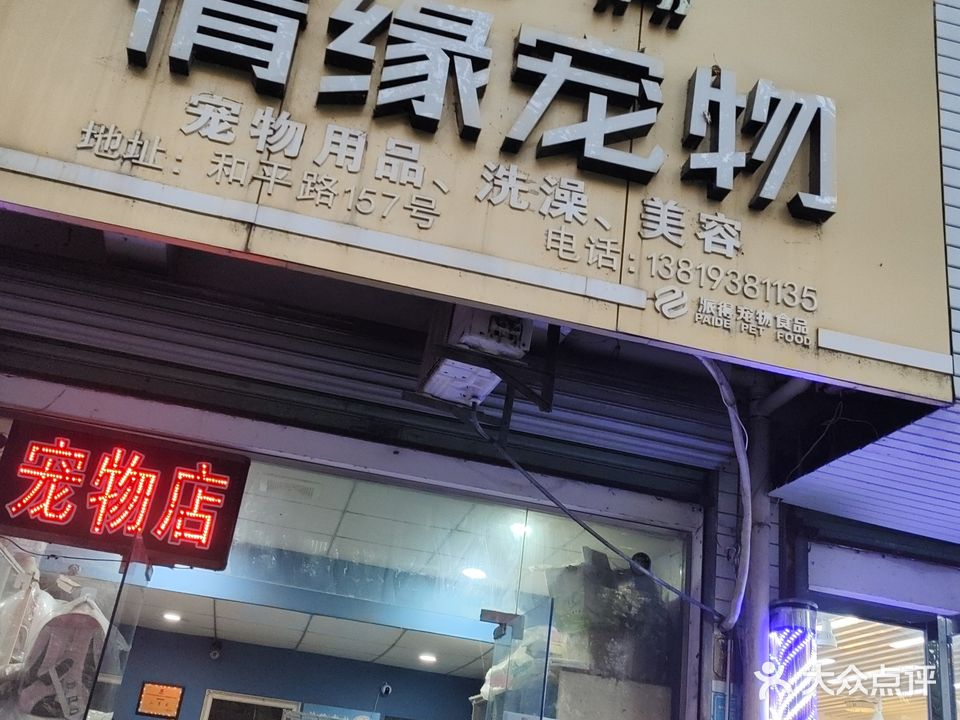 情缘宠物
宠物用品、洗澡、美容
地址：和平路157号
电话：13819381135
派得宠物食品
PAIDE PET FOOD
宠物店
大众点评